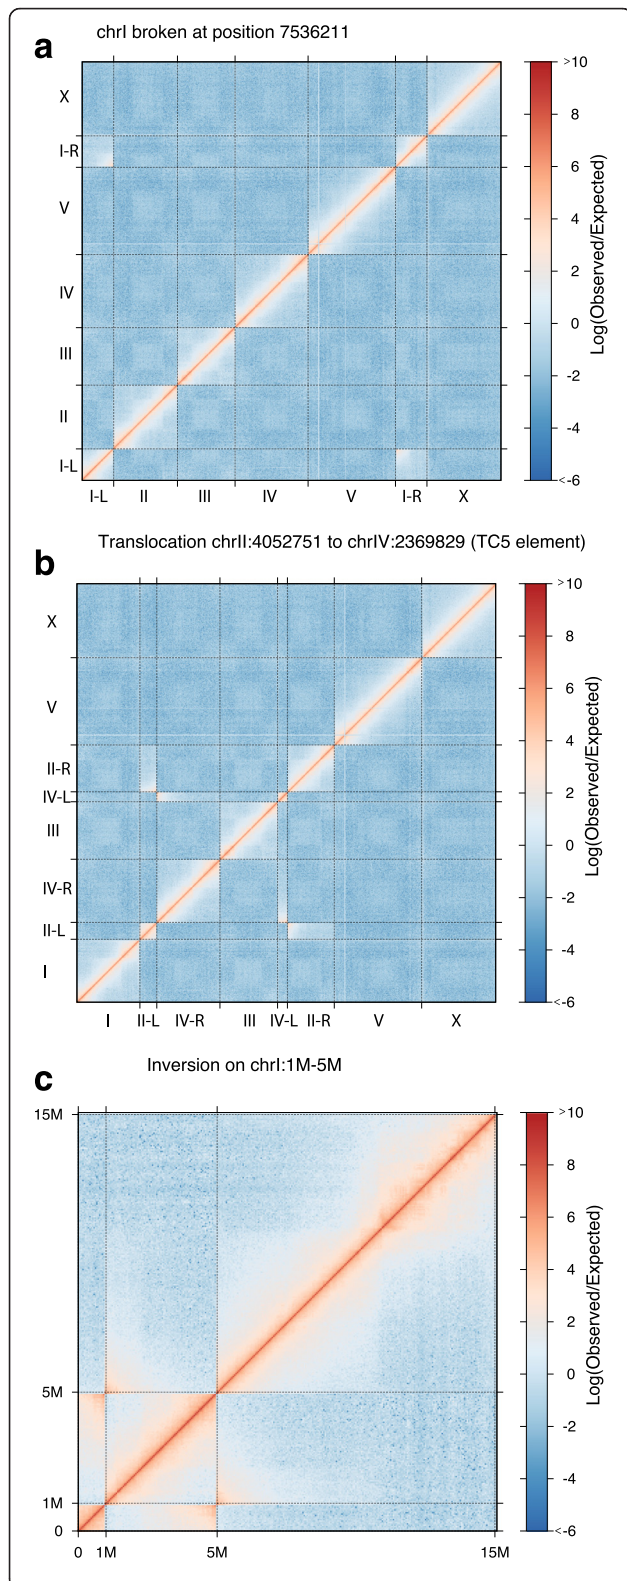 a
chrI broken at position 7536211
X
I-R
V
IV
III
II
I-L
I-L II III IV V I-R X
>10
8
6
4
2
0
-2
-4
<-6
Log(Observed/Expected)
b
Translocation chrII:4052751 to chrIV:2369829 (TC5 element)
X
V
II-R
IV-L
III
IV-R
II-L
I
I II-L IV-R III IV-L II-R V X
>10
8
6
4
2
0
-2
-4
<-6
Log(Observed/Expected)
c
Inversion on chrI:1M-5M
15M
5M
1M
0
0 1M 5M 15M
>10
8
6
4
2
0
-2
-4
<-6
Log(Observed/Expected)